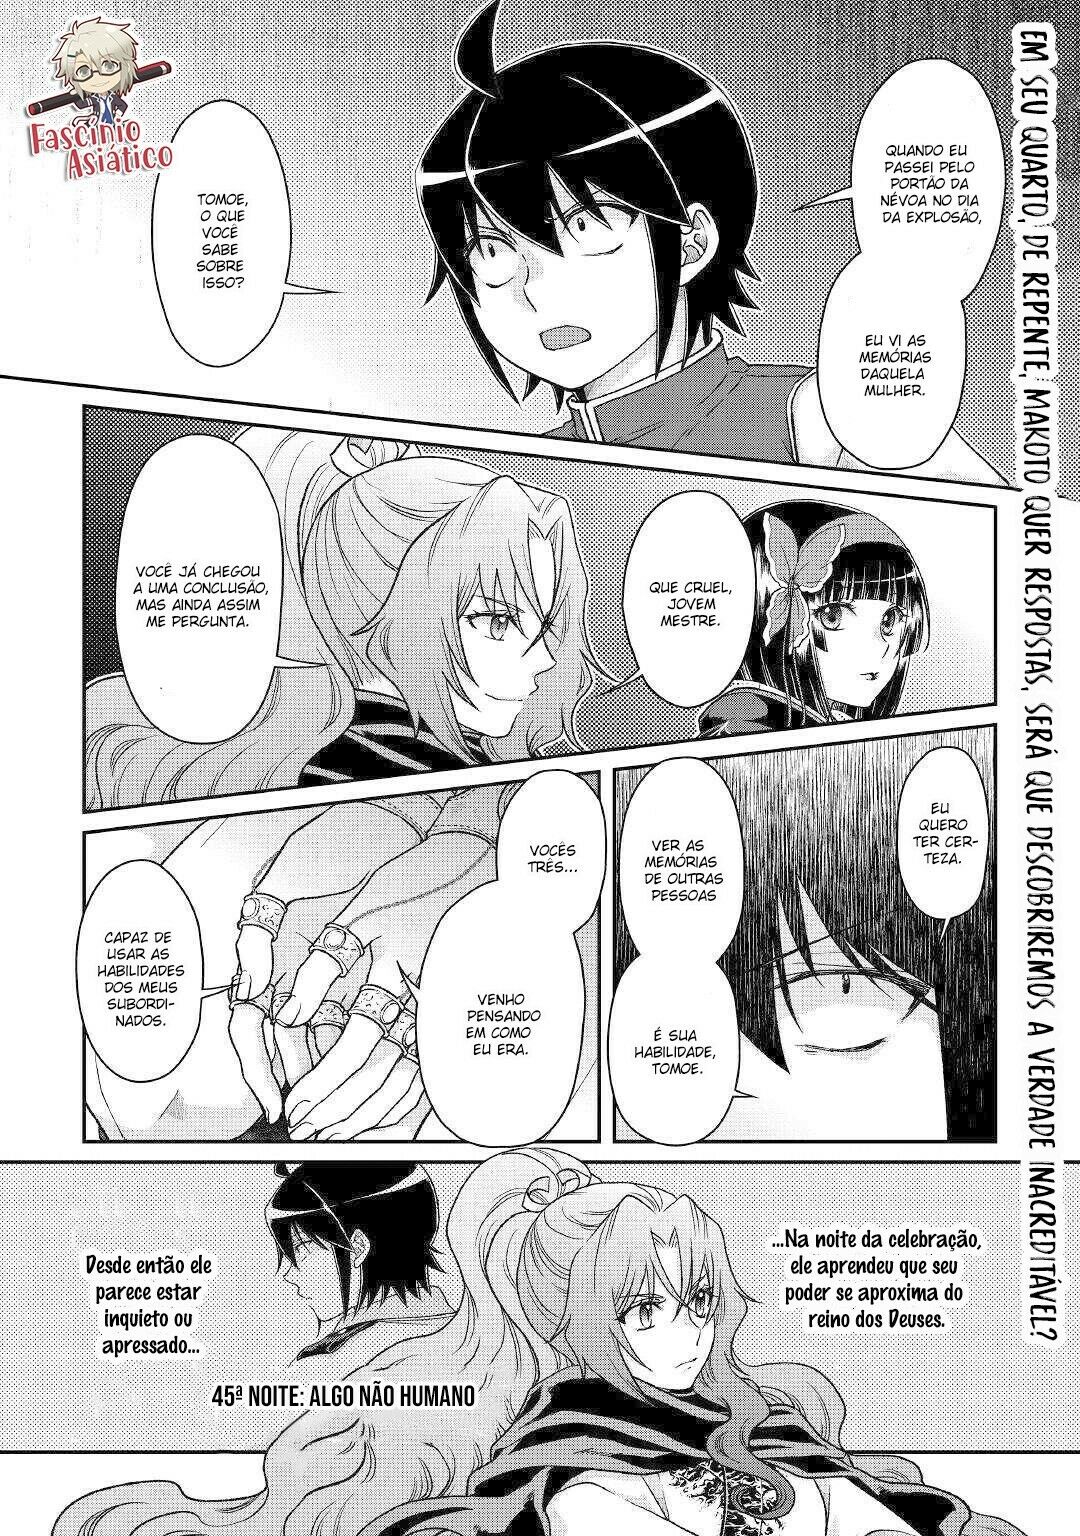 Fascínio
Asiático
EM SEU QUARTO, DE REPENTE, MAKOTO QUER RESPOSTAS, SERÁ QUE DESCOBRIREMOS A VERDADE INACREDITÁVEL?
QUANDO EU
PASSEI PELO
PORTÃO DA
NÉVOA NO DIA
DA EXPLOSÃO,
EU VI AS
MEMÓRIAS
DAQUELA
MULHER.
TOMOE,
O QUE
VOCÊ
SABE
SOBRE
ISSO?
QUE CRUEL,
JOVEM
MESTRE.
VOCÊ JÁ CHEGOU
A UMA CONCLUSÃO,
MAS AINDA ASSIM
ME PERGUNTA.
EU
QUERO
TER CER-
TEZA.
VER AS
MEMÓRIAS
DE OUTRAS
PESSOAS
É SUA
HABILIDADE,
TOMOE.
VOCÊS
TRÊS...
VENHO
PENSANDO
EM COMO
EU ERA.
CAPAZ DE
USAR AS
HABILIDADES
DOS MEUS
SUBORDI-
NADOS.
...Na noite da celebração,
ele aprendeu que seu
poder se aproxima do
reino dos Deuses.
Desde então ele
parece estar
inquieto ou
apressado...
45ª NOITE: ALGO NÃO HUMANO